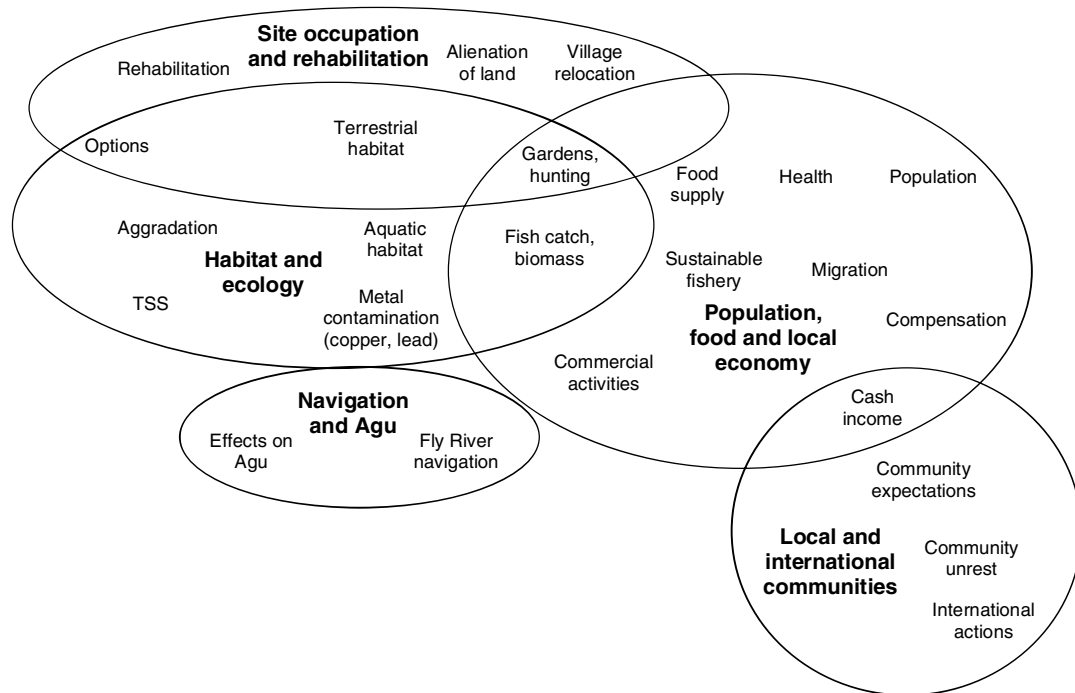 Site occupation
and rehabilitation
Rehabilitation
Alienation
of land
Village
relocation
Options
Terrestrial
habitat
Gardens,
hunting
Food
supply
Health
Population
Aggradation
Aquatic
habitat
Fish catch,
biomass
Habitat and
ecology
Sustainable
fishery
Migration
TSS
Metal
contamination
(copper, lead)
Population,
food and local
economy
Compensation
Commercial
activities
Navigation
and Agu
Effects on
Agu
Fly River
navigation
Cash
income
Community
expectations
Local and
international
communities
Community
unrest
International
actions